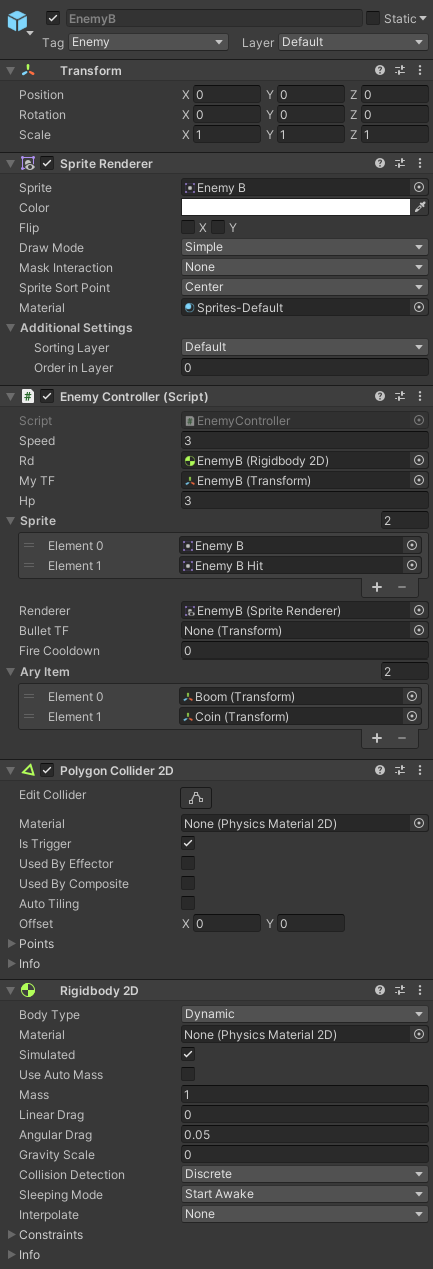 EnemyB Static
Tag Enemy Layer Default
Transform
Position X 0 Y 0 Z 0
Rotation X 0 Y 0 Z 0
Scale X 1 Y 1 Z 1
Sprite Renderer
Sprite Enemy B
Color
Flip X Y
Draw Mode Simple
Mask Interaction None
Sprite Sort Point Center
Material Sprites-Default
Additional Settings
Sorting Layer Default
Order in Layer 0
# Enemy Controller (Script)
Script # EnemyController
Speed 3
Rd EnemyB (Rigidbody 2D)
My TF EnemyB (Transform)
Hp 3
Sprite 2
Element 0 Enemy B
Element 1 Enemy B Hit
+ −
Renderer EnemyB (Sprite Renderer)
Bullet TF None (Transform)
Fire Cooldown 0
Ary Item 2
Element 0 Boom (Transform)
Element 1 Coin (Transform)
+ −
Polygon Collider 2D
Edit Collider
Material None (Physics Material 2D)
Is Trigger
Used By Effector
Used By Composite
Auto Tiling
Offset X 0 Y 0
Points
Info
Rigidbody 2D
Body Type Dynamic
Material None (Physics Material 2D)
Simulated
Use Auto Mass
Mass 1
Linear Drag 0
Angular Drag 0.05
Gravity Scale 0
Collision Detection Discrete
Sleeping Mode Start Awake
Interpolate None
Constraints
Info